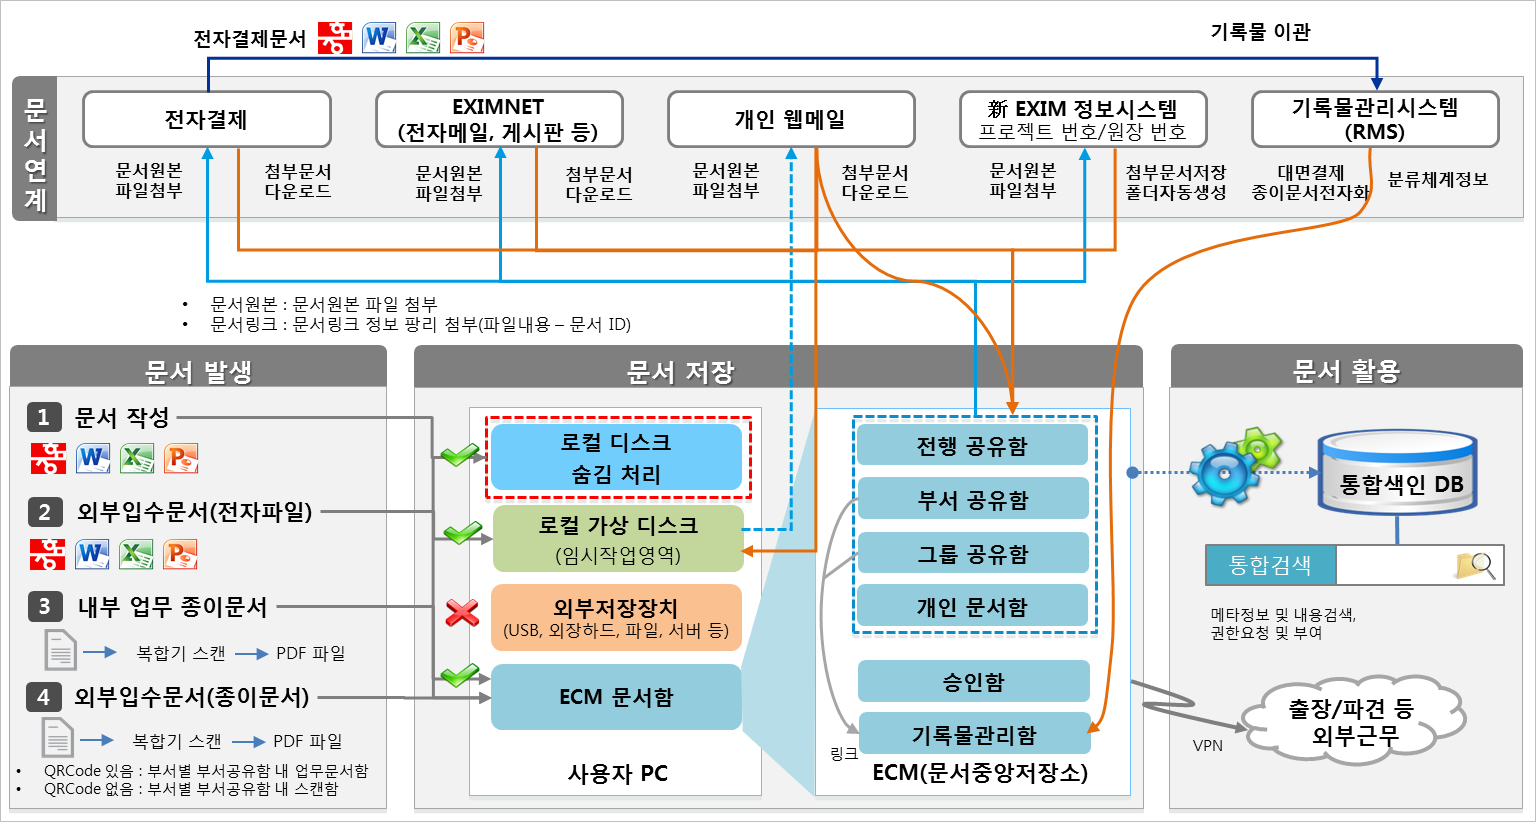 전자결제문서
기록물 이관
문서연계
전자결제
EXIMNET
(전자메일, 게시판 등)
개인 웹메일
新 EXIM 정보시스템
프로젝트 번호/원장 번호
기록물관리시스템
(RMS)
문서원본
파일첨부
첨부문서
다운로드
문서원본
파일첨부
첨부문서
다운로드
문서원본
파일첨부
첨부문서
다운로드
문서원본
파일첨부
첨부문서저장
폴더자동생성
대면결제
종이문서전자화
분류체계정보
• 문서원본 : 문서원본 파일 첨부
• 문서링크 : 문서링크 정보 팡리 첨부(파일내용 – 문서 ID)
문서 발생
1 문서 작성
2 외부입수문서(전자파일)
3 내부 업무 종이문서
복합기 스캔
PDF 파일
4 외부입수문서(종이문서)
복합기 스캔
PDF 파일
• QRCode 있음 : 부서별 부서공유함 내 업무문서함
• QRCode 없음 : 부서별 부서공유함 내 스캔함
문서 저장
로컬 디스크
숨김 처리
로컬 가상 디스크
(임시작업영역)
외부저장장치
(USB, 외장하드, 파일, 서버 등)
ECM 문서함
사용자 PC
전행 공유함
부서 공유함
그룹 공유함
개인 문서함
승인함
기록물관리함
링크
ECM(문서중앙저장소)
문서 활용
통합색인 DB
통합검색
메타정보 및 내용검색,
권한요청 및 부여
출장/파견 등
외부근무
VPN